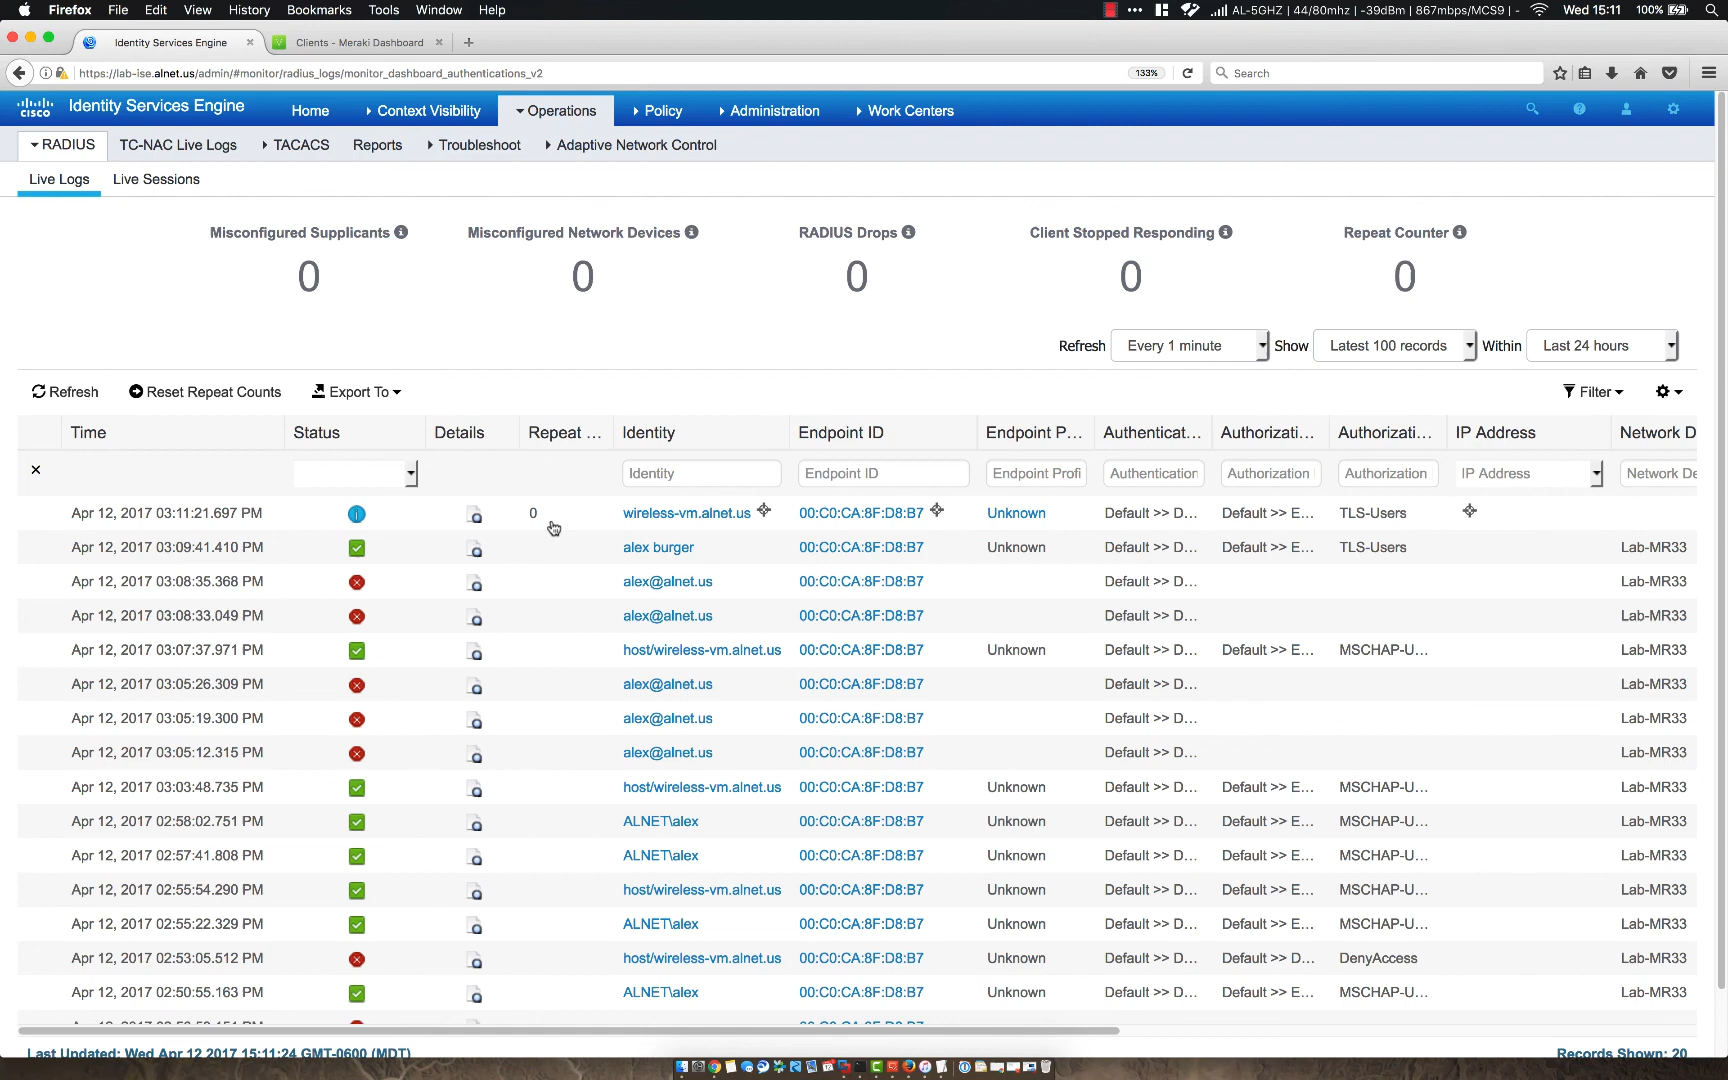 Firefox File Edit View History Bookmarks Tools Window Help AL-5GHZ | 44/80mhz | -39dBm | 867mbps/MCS9 | - Wed 15:11 100%
Identity Services Engine × Clients - Meraki Dashboard × +
https://lab-ise.alnet.us/admin/#monitor/radius_logs/monitor_dashboard_authentications_v2 133% Search
cisco Identity Services Engine Home Context Visibility Operations Policy Administration Work Centers
RADIUS TC-NAC Live Logs TACACS Reports Troubleshoot Adaptive Network Control
Live Logs Live Sessions
Misconfigured Supplicants Misconfigured Network Devices RADIUS Drops Client Stopped Responding Repeat Counter
0 0 0 0 0
Refresh Every 1 minute Show Latest 100 records Within Last 24 hours
Refresh Reset Repeat Counts Export To Filter
Time Status Details Repeat ... Identity Endpoint ID Endpoint P... Authenticat... Authorizati... Authorizati... IP Address Network D
× Identity Endpoint ID Endpoint Profi Authentication Authorization Authorization IP Address Network De
Apr 12, 2017 03:11:21.697 PM 0 wireless-vm.alnet.us 00:C0:CA:8F:D8:B7 Unknown Default >> D... Default >> E... TLS-Users
Apr 12, 2017 03:09:41.410 PM alex burger 00:C0:CA:8F:D8:B7 Unknown Default >> D... Default >> E... TLS-Users Lab-MR33
Apr 12, 2017 03:08:35.368 PM alex@alnet.us 00:C0:CA:8F:D8:B7 Default >> D... Lab-MR33
Apr 12, 2017 03:08:33.049 PM alex@alnet.us 00:C0:CA:8F:D8:B7 Default >> D... Lab-MR33
Apr 12, 2017 03:07:37.971 PM host/wireless-vm.alnet.us 00:C0:CA:8F:D8:B7 Unknown Default >> D... Default >> E... MSCHAP-U... Lab-MR33
Apr 12, 2017 03:05:26.309 PM alex@alnet.us 00:C0:CA:8F:D8:B7 Default >> D... Lab-MR33
Apr 12, 2017 03:05:19.300 PM alex@alnet.us 00:C0:CA:8F:D8:B7 Default >> D... Lab-MR33
Apr 12, 2017 03:05:12.315 PM alex@alnet.us 00:C0:CA:8F:D8:B7 Default >> D... Lab-MR33
Apr 12, 2017 03:03:48.735 PM host/wireless-vm.alnet.us 00:C0:CA:8F:D8:B7 Unknown Default >> D... Default >> E... MSCHAP-U... Lab-MR33
Apr 12, 2017 02:58:02.751 PM ALNET\alex 00:C0:CA:8F:D8:B7 Unknown Default >> D... Default >> E... MSCHAP-U... Lab-MR33
Apr 12, 2017 02:57:41.808 PM ALNET\alex 00:C0:CA:8F:D8:B7 Unknown Default >> D... Default >> E... MSCHAP-U... Lab-MR33
Apr 12, 2017 02:55:54.290 PM host/wireless-vm.alnet.us 00:C0:CA:8F:D8:B7 Unknown Default >> D... Default >> E... MSCHAP-U... Lab-MR33
Apr 12, 2017 02:55:22.329 PM ALNET\alex 00:C0:CA:8F:D8:B7 Unknown Default >> D... Default >> E... MSCHAP-U... Lab-MR33
Apr 12, 2017 02:53:05.512 PM host/wireless-vm.alnet.us 00:C0:CA:8F:D8:B7 Unknown Default >> D... Default >> D... DenyAccess Lab-MR33
Apr 12, 2017 02:50:55.163 PM ALNET\alex 00:C0:CA:8F:D8:B7 Unknown Default >> D... Default >> E... MSCHAP-U... Lab-MR33
Last Updated: Wed Apr 12 2017 15:11:24 GMT-0600 (MDT) Records Shown: 20